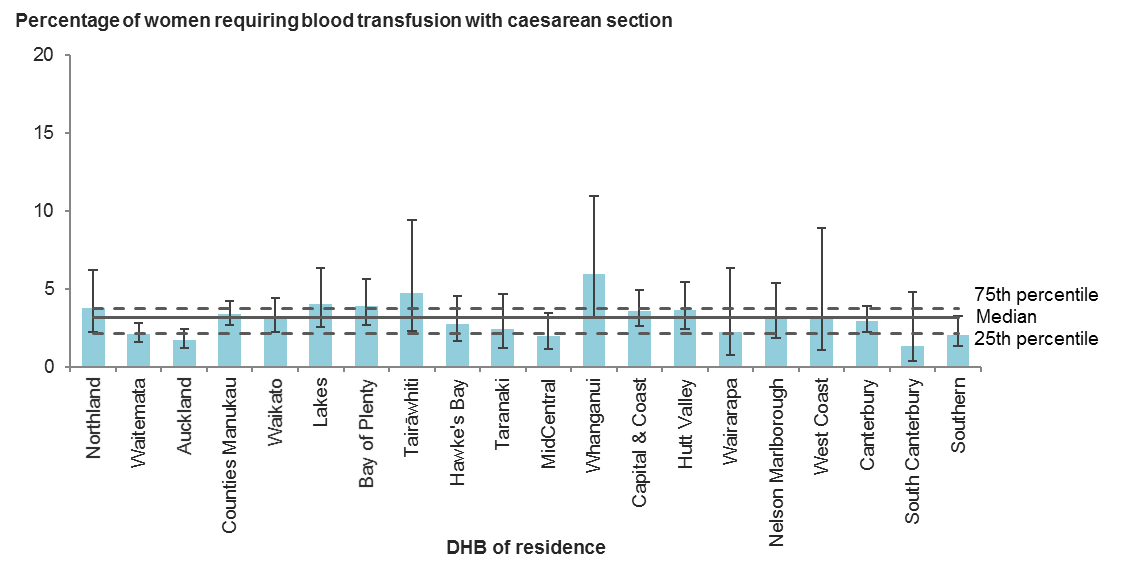 Percentage of women requiring blood transfusion with caesarean section
20
15
10
5
0
75th percentile
Median
25th percentile
Northland
Waitemata
Auckland
Counties Manukau
Waikato
Lakes
Bay of Plenty
Tairāwhiti
Hawke's Bay
Taranaki
MidCentral
Whanganui
Capital & Coast
Hutt Valley
Wairarapa
Nelson Marlborough
West Coast
Canterbury
South Canterbury
Southern
DHB of residence